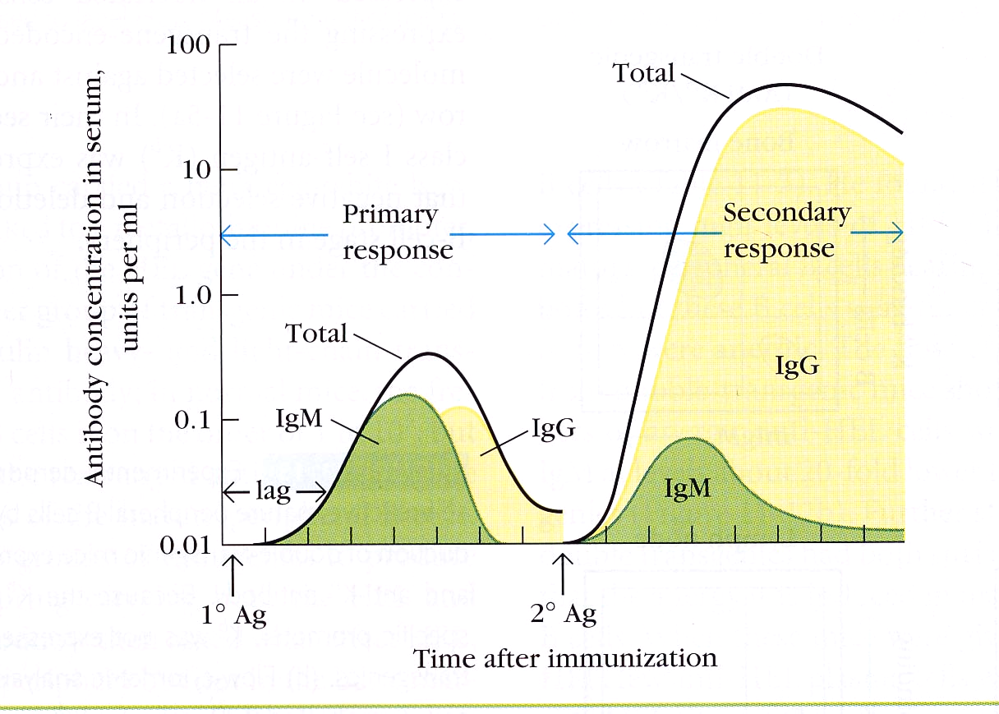 Antibody concentration in serum,
units per ml
100
10
1.0
0.1
0.01
Total
Primary
response
Secondary
response
Total
IgM
IgG
IgG
IgM
lag
1° Ag
2° Ag
Time after immunization